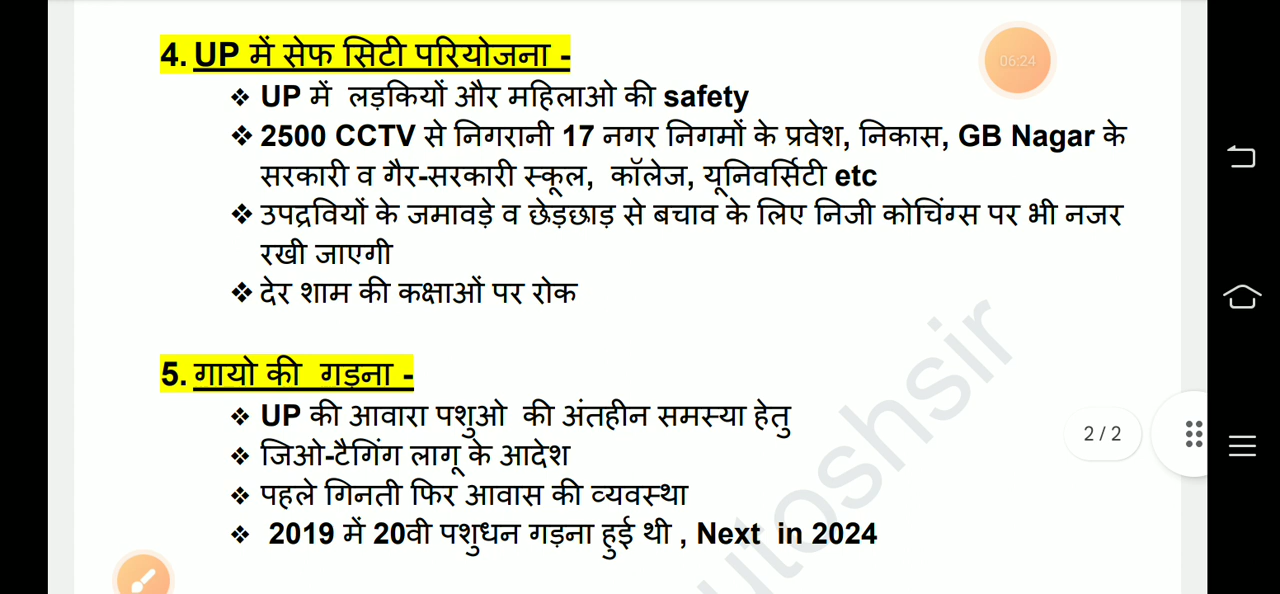 4. UP में सेफ सिटी परियोजना -
06:24
❖ UP में लड़कियों और महिलाओ की safety
❖ 2500 CCTV से निगरानी 17 नगर निगमों के प्रवेश, निकास, GB Nagar के
सरकारी व गैर-सरकारी स्कूल, कॉलेज, यूनिवर्सिटी etc
❖ उपद्रवियों के जमावड़े व छेड़छाड़ से बचाव के लिए निजी कोचिंग्स पर भी नजर
रखी जाएगी
❖ देर शाम की कक्षाओं पर रोक
5. गायो की गड़ना -
❖ UP की आवारा पशुओ की अंतहीन समस्या हेतु
2 / 2
❖ जिओ-टैगिंग लागू के आदेश
❖ पहले गिनती फिर आवास की व्यवस्था
❖ 2019 में 20वी पशुधन गड़ना हुई थी , Next in 2024
utoshsir